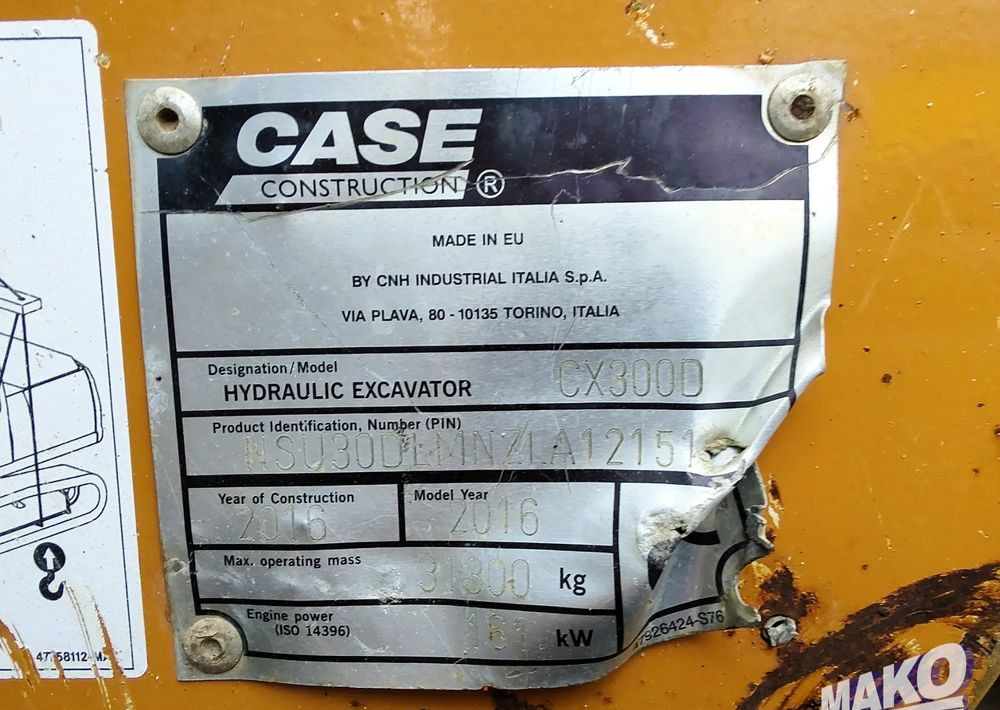 CASE
CONSTRUCTION ®
MADE IN EU
BY CNH INDUSTRIAL ITALIA S.p.A.
VIA PLAVA, 80 - 10135 TORINO, ITALIA
Designation/Model
HYDRAULIC EXCAVATOR CX300D
Product Identification, Number (PIN)
Year of Construction Model Year
2016 2016
Max. operating mass
31300 kg
Engine power
(ISO 14396) kW
MAKO